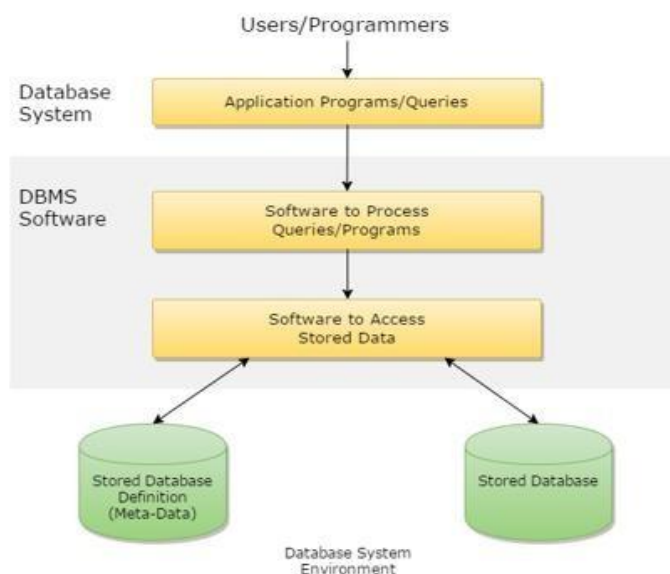 Users/Programmers
Database
System
Application Programs/Queries
DBMS
Software
Software to Process
Queries/Programs
Software to Access
Stored Data
Stored Database
Definition
(Meta-Data)
Stored Database
Database System
Environment